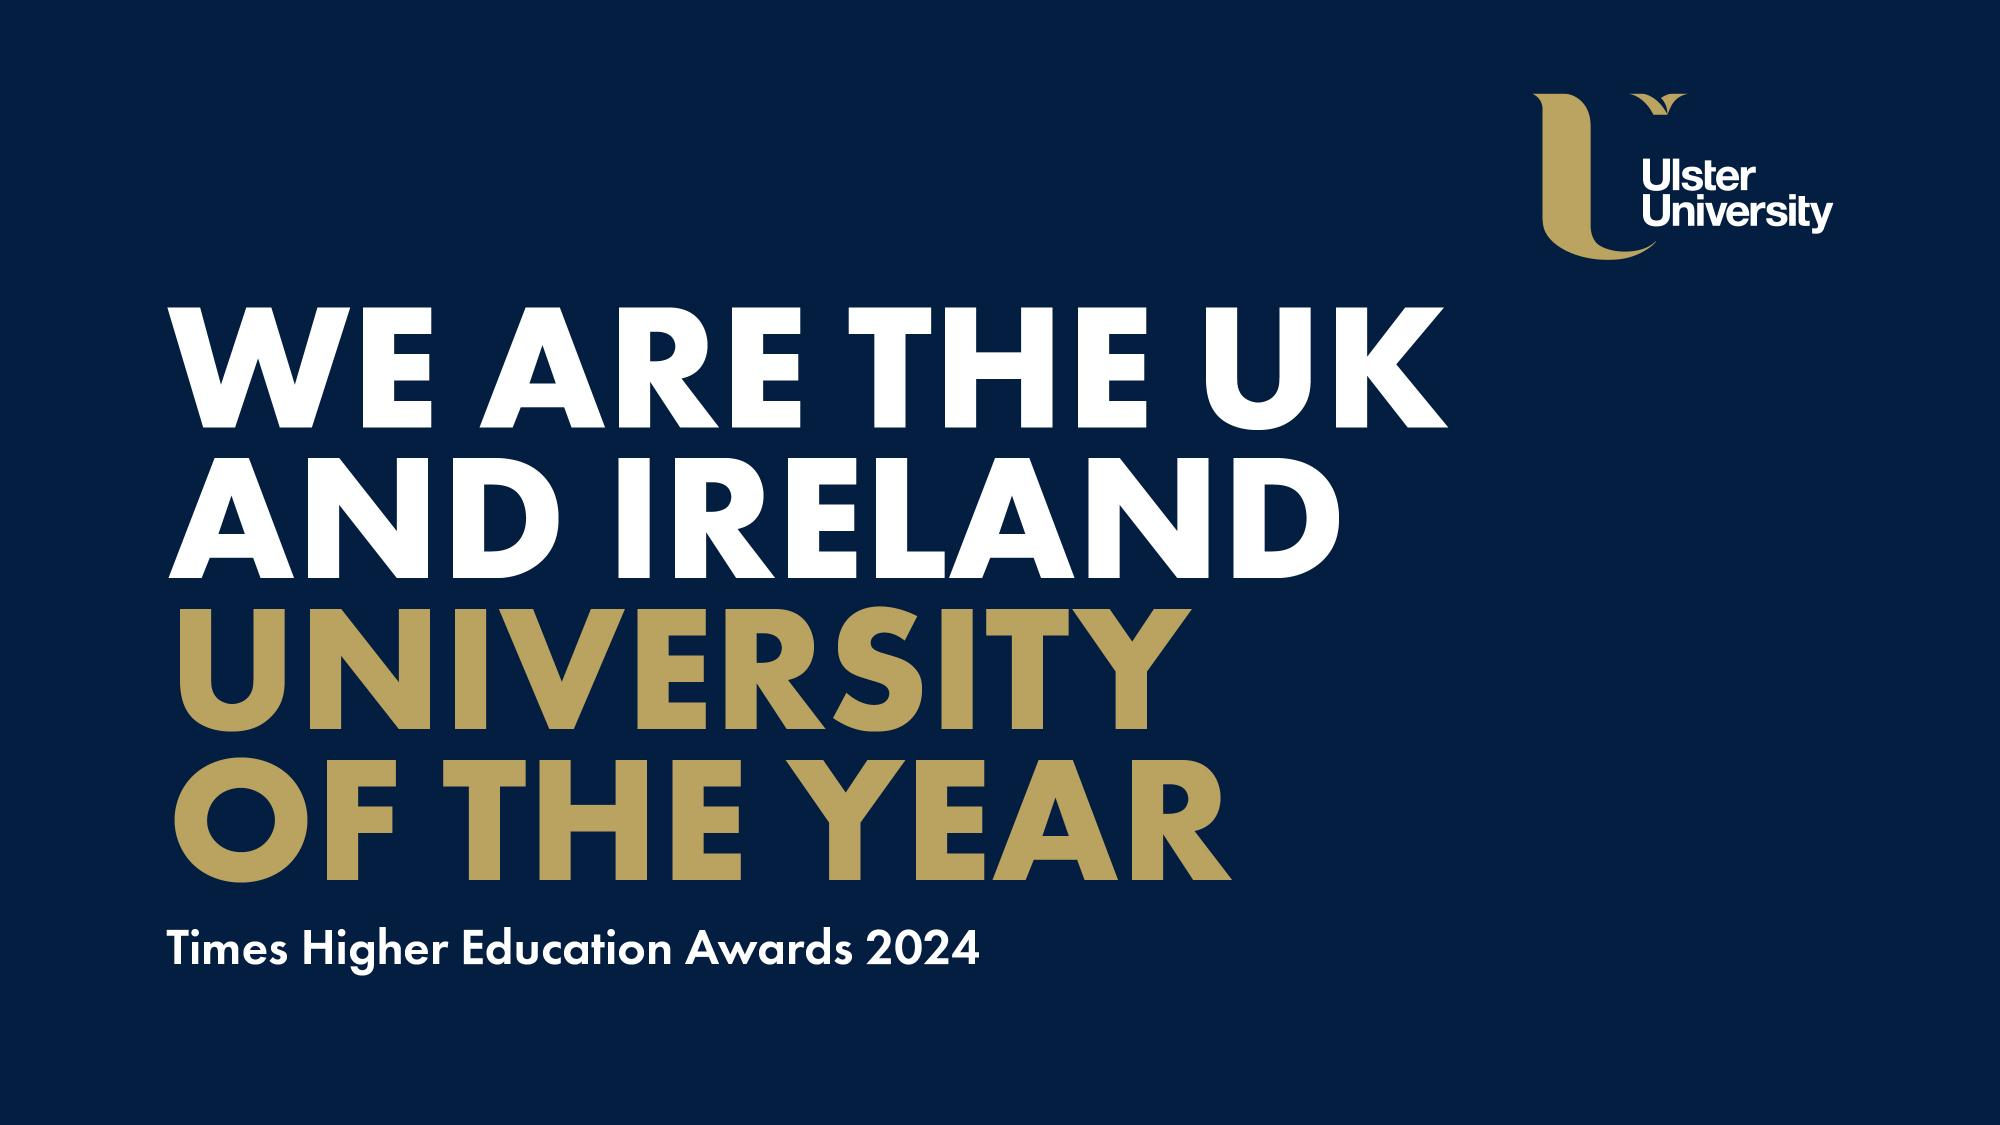 Ulster
University
WE ARE THE UK
AND IRELAND
UNIVERSITY
OF THE YEAR
Times Higher Education Awards 2024